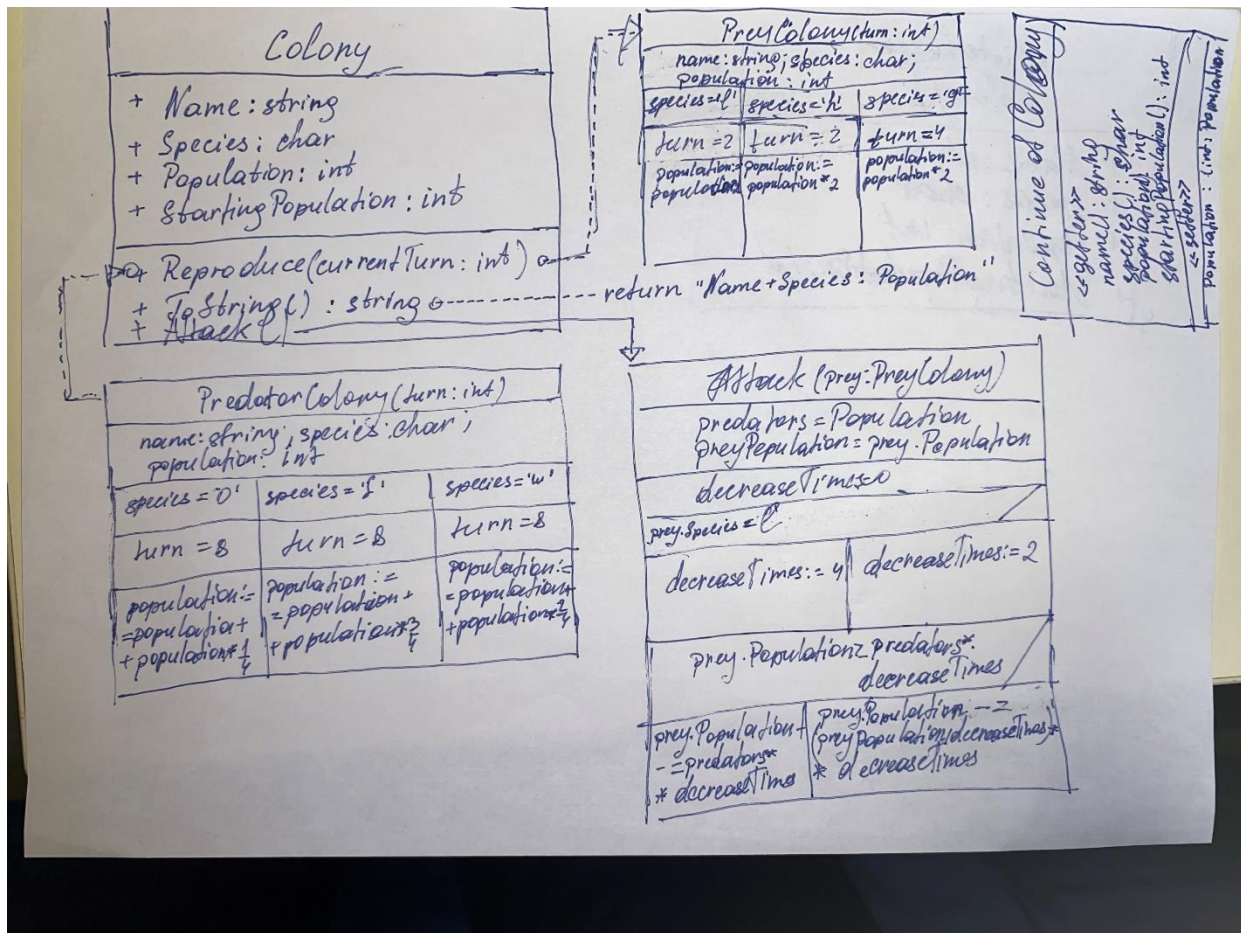 Colony
+ Name : string
+ Species : char
+ Population : int
+ StartingPopulation : int
+ Reproduce(currentTurn : int)
+ ToString() : string
+ Attack()
PreyColony(turn : int)
name : string; species : char;
population : int
species='l' species='h' species='g'
turn = 2 turn = 2 turn = 4
population:= population:= population:=
population*2 population*2
return "Name+Species : Population"
Continue of Colony
<<getter>>
name() : string
species() : char
population() : int
startingPopulation() : int
<<setter>>
Population : (int : Population)
PredatorColony(turn : int)
name : string, species : char;
population : int
species = 'O' species = 'f' species = 'w'
turn = 8 turn = 8 turn = 8
population:= population:= population:=
=population+ =population+ =population+
+ population*1/4 + population*3/4
Attack (prey : PreyColony)
predators = Population
preyPopulation = prey.Population
decreaseTimes=0
prey.Species = l
decreaseTimes:= 4 decreaseTimes:= 2
prey.Population= predators*
decreaseTimes
prey.Population prey.Population -=
-= predators* (preyPopulation/decreaseTimes)*
* decreaseTimes * decreaseTimes